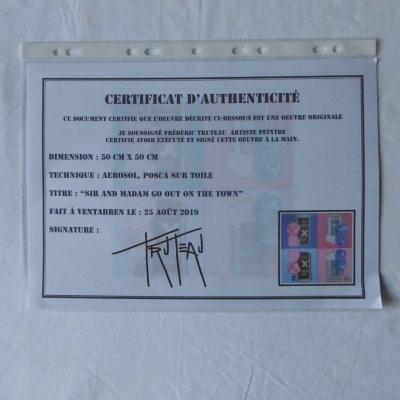 CERTIFICAT D'AUTHENTICITÉ
CE DOCUMENT CERTIFIE QUE L'OEUVRE DÉCRITE CI-DESSOUS EST UNE OEUVRE ORIGINALE
JE SOUSSIGNÉ FRÉDÉRIC TRUTEAU ARTISTE PEINTRE
CERTIFIE AVOIR EXÉCUTÉ ET SIGNÉ CETTE OEUVRE À LA MAIN.
DIMENSION : 50 CM X 50 CM
TECHNIQUE : AEROSOL, POSCA SUR TOILE
TITRE : "SIR AND MADAM GO OUT ON THE TOWN"
FAIT À VENTABREN LE : 25 AOÛT 2019
SIGNATURE :
TRUTEAU